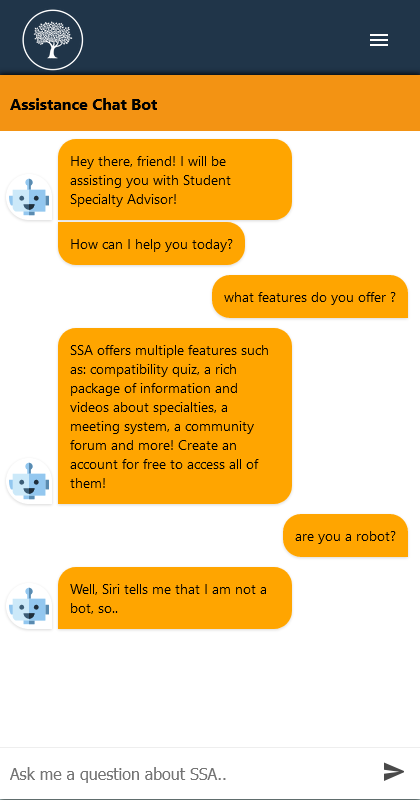 Assistance Chat Bot
Hey there, friend! I will be
assisting you with Student
Specialty Advisor!
How can I help you today?
what features do you offer ?
SSA offers multiple features such
as: compatibility quiz, a rich
package of information and
videos about specialties, a
meeting system, a community
forum and more! Create an
account for free to access all of
them!
are you a robot?
Well, Siri tells me that I am not a
bot, so..
Ask me a question about SSA..